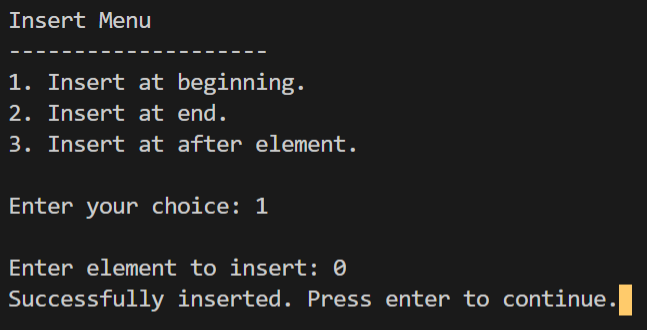 Insert Menu
--------------------
1. Insert at beginning.
2. Insert at end.
3. Insert at after element.
Enter your choice: 1
Enter element to insert: 0
Successfully inserted. Press enter to continue.